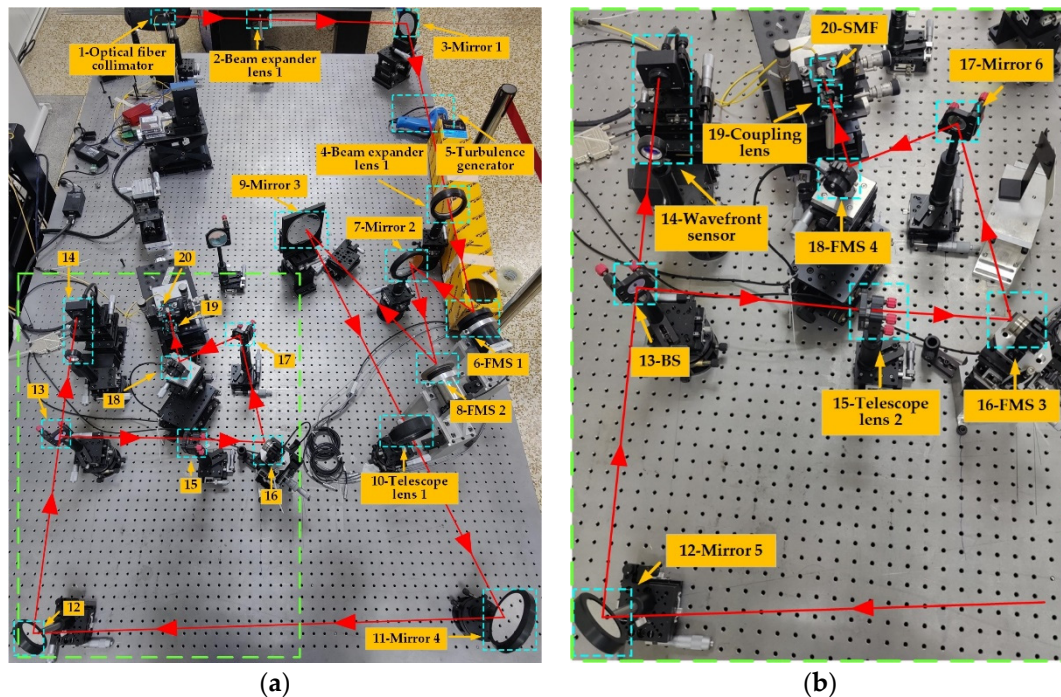 1-Optical fiber
collimator
2-Beam expander
lens 1
3-Mirror 1
4-Beam expander
lens 1
5-Turbulence
generator
9-Mirror 3
7-Mirror 2
6-FMS 1
8-FMS 2
10-Telescope
lens 1
11-Mirror 4
14
20
19
17
13
18
15
16
12
(a)
20-SMF
17-Mirror 6
19-Coupling
lens
14-Wavefront
sensor
18-FMS 4
13-BS
15-Telescope
lens 2
16-FMS 3
12-Mirror 5
(b)